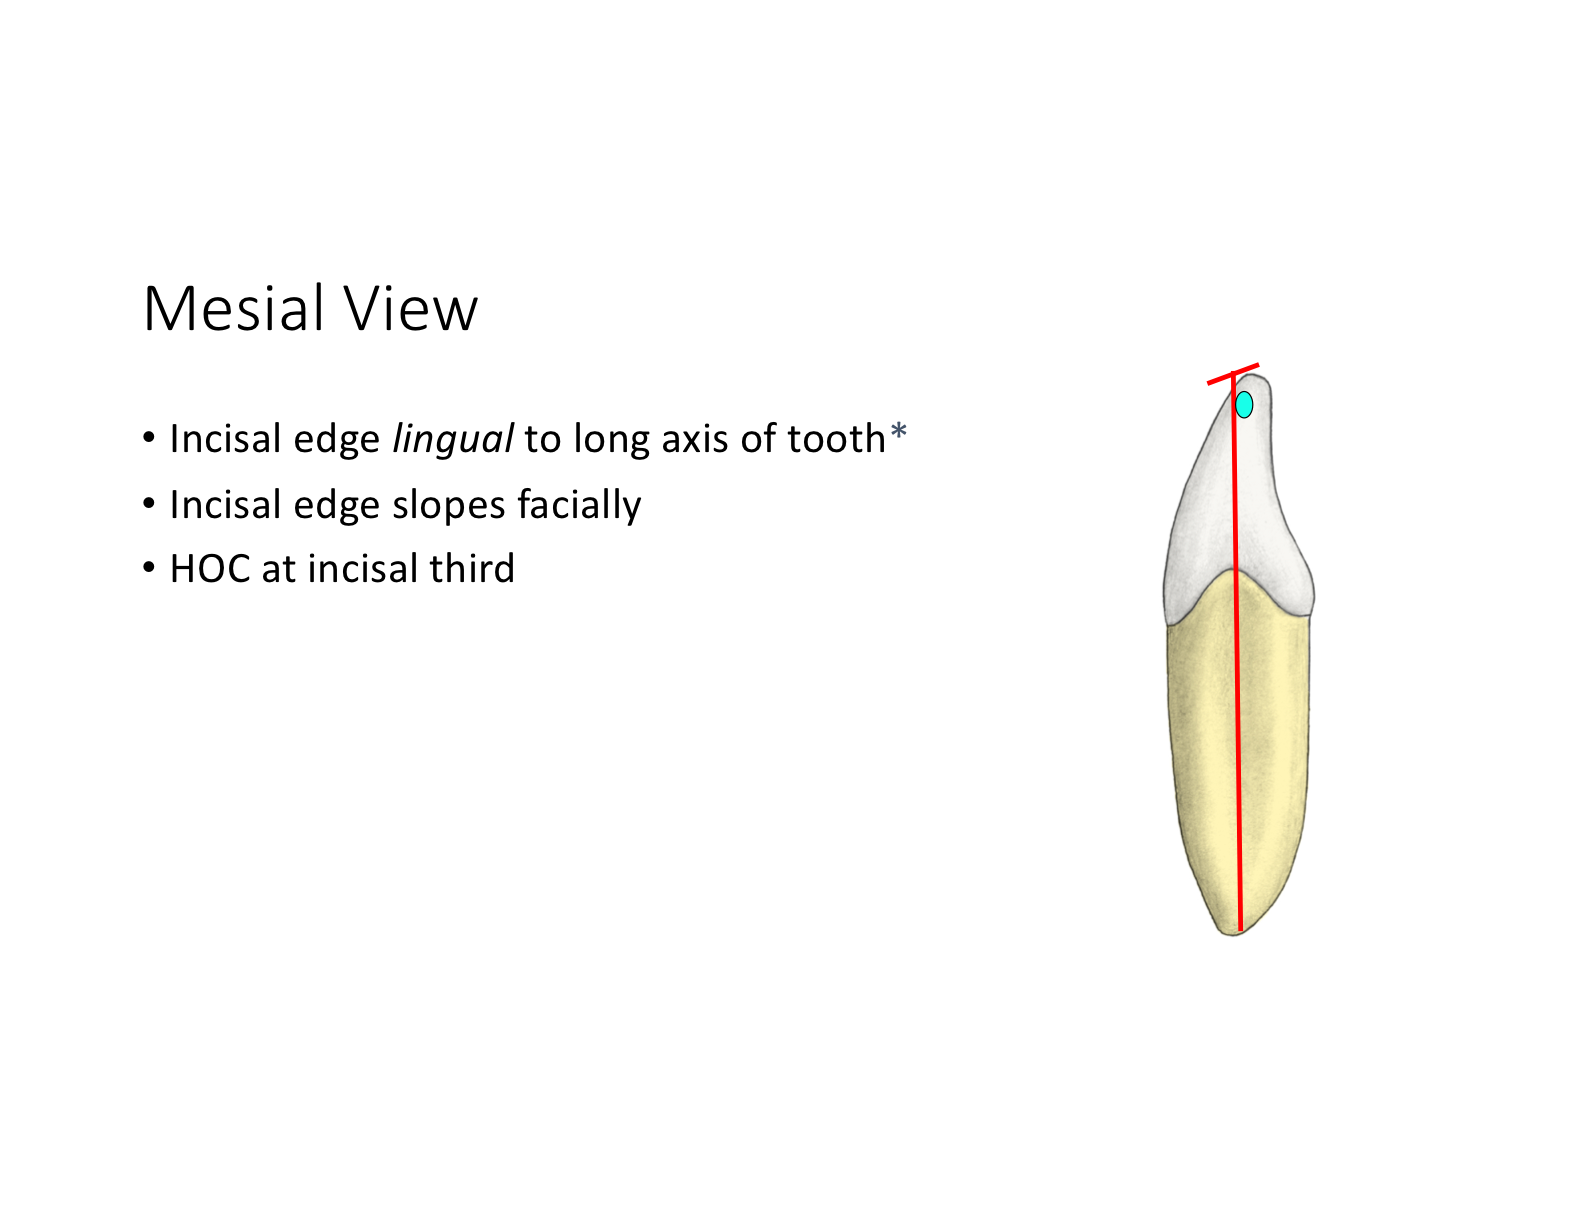 Mesial View
• Incisal edge lingual to long axis of tooth*
• Incisal edge slopes facially
• HOC at incisal third